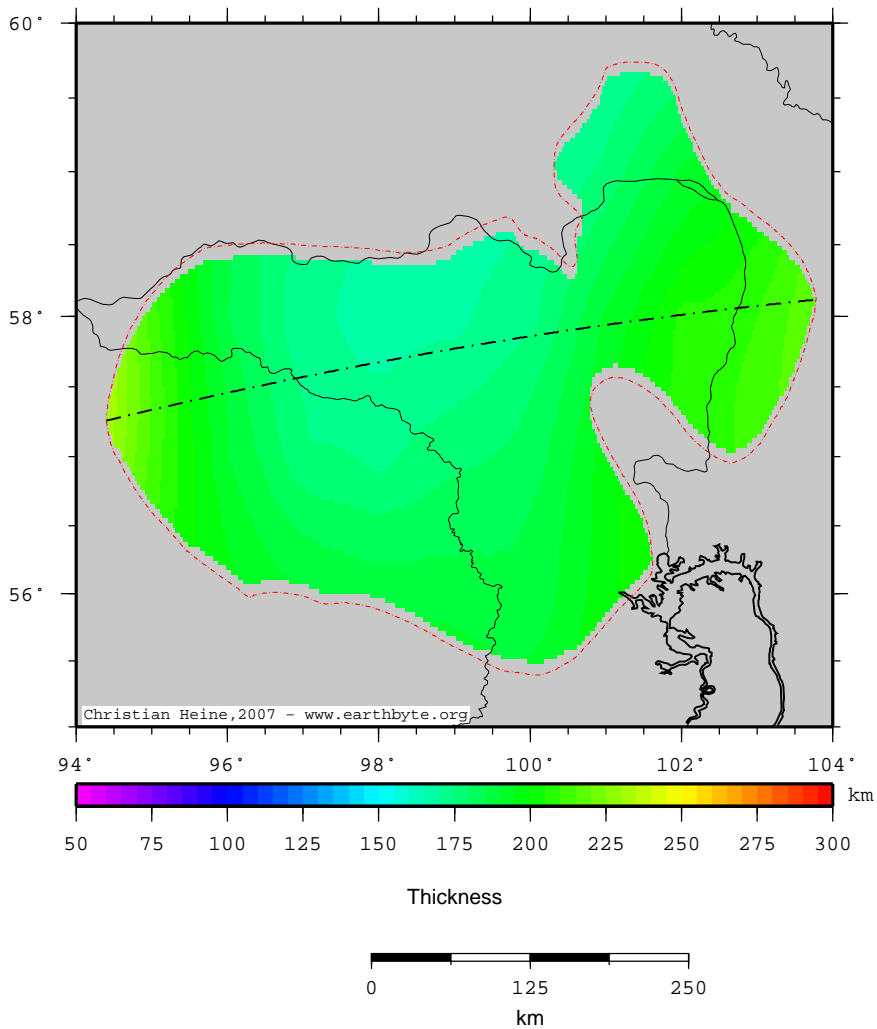 60°
58°
56°
Christian Heine,2007 - www.earthbyte.org
94° 96° 98° 100° 102° 104°
km
50 75 100 125 150 175 200 225 250 275 300
Thickness
0 125 250
km